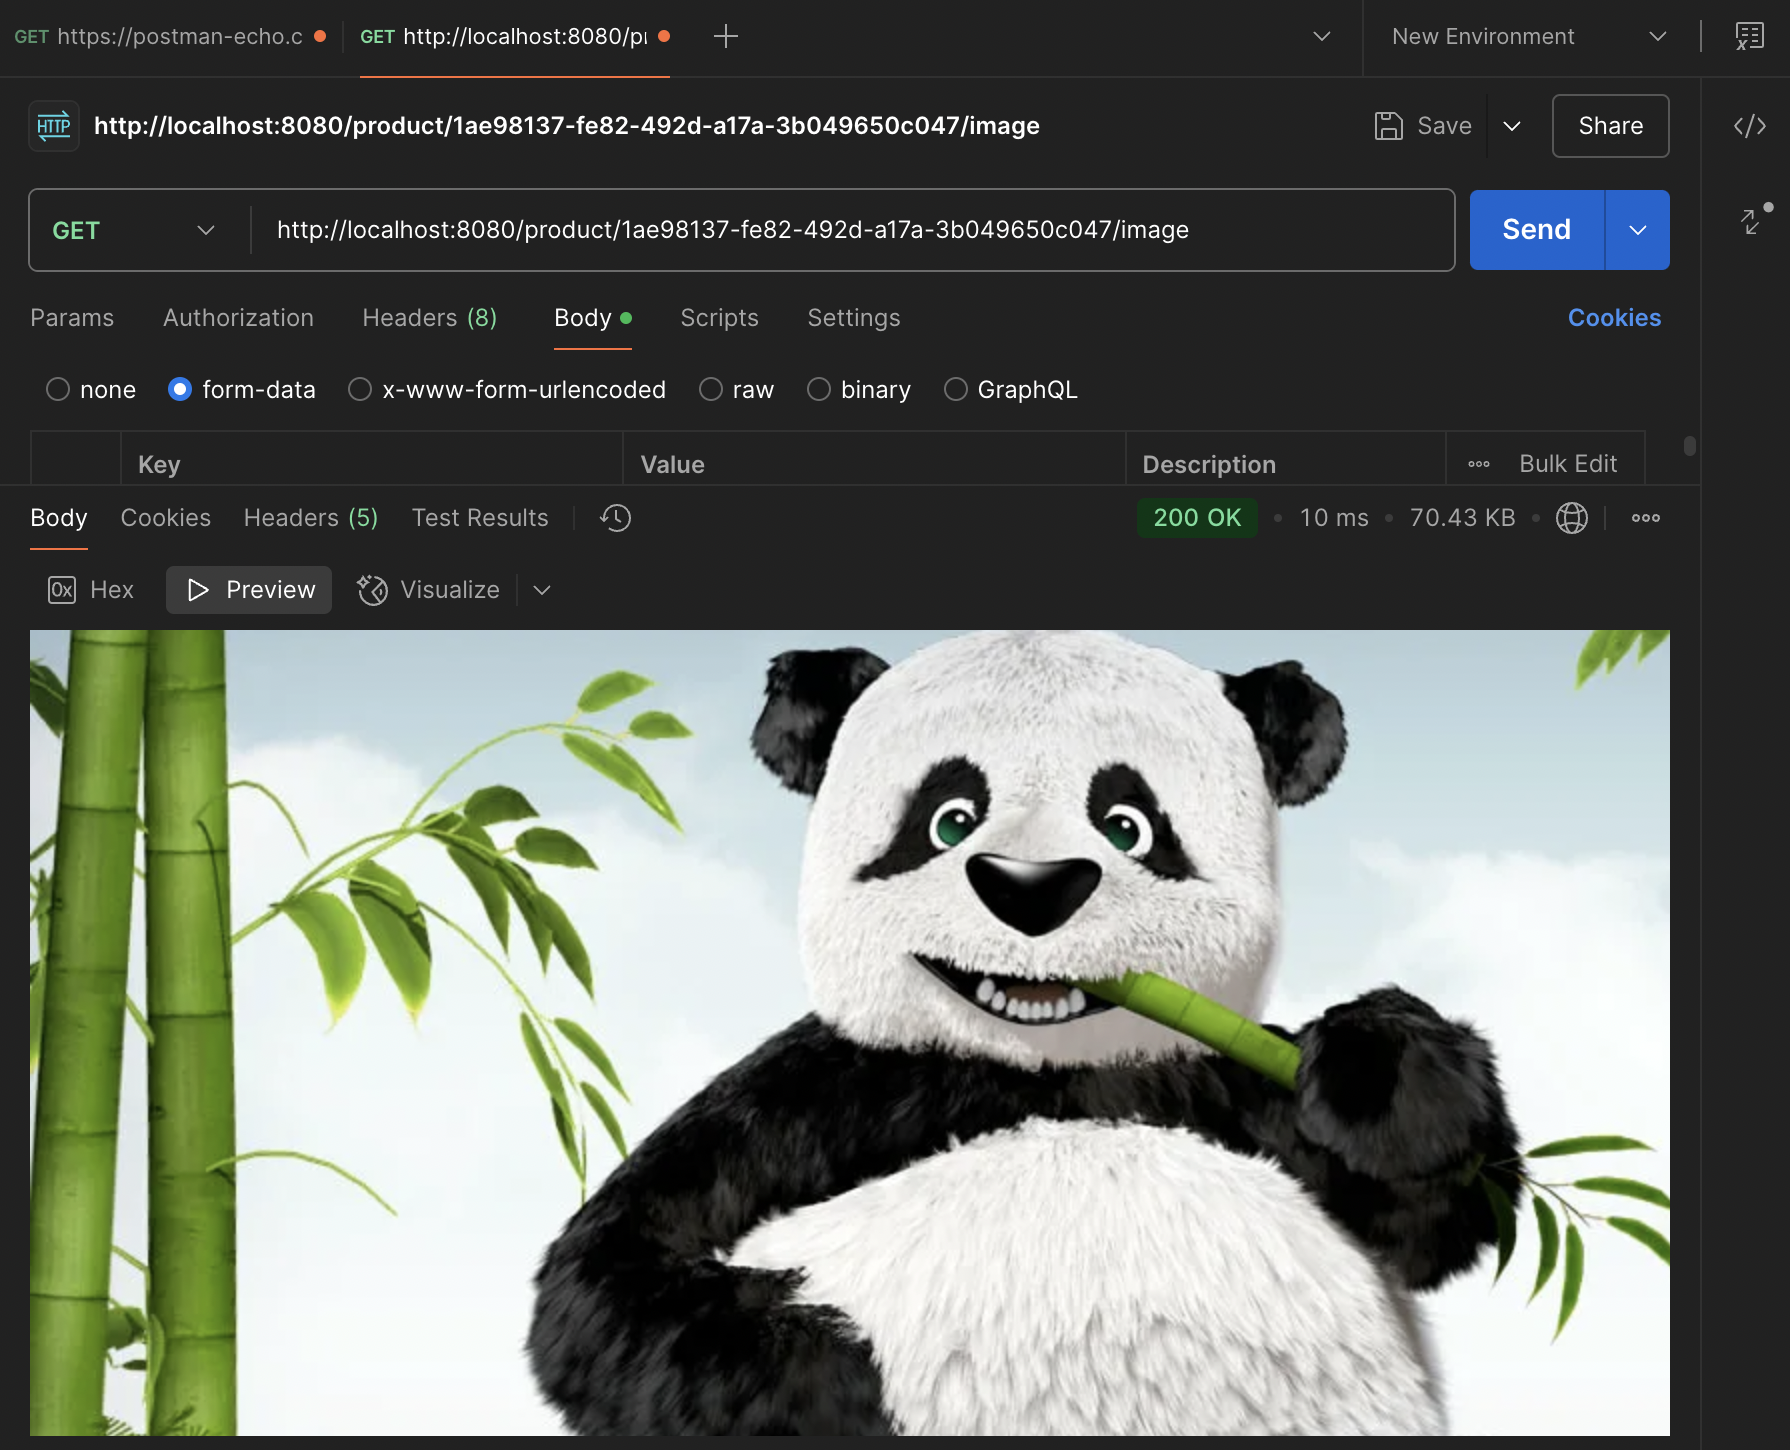 GET https://postman-echo.c GET http://localhost:8080/pr New Environment
HTTP http://localhost:8080/product/1ae98137-fe82-492d-a17a-3b049650c047/image Save Share
GET http://localhost:8080/product/1ae98137-fe82-492d-a17a-3b049650c047/image Send
Params Authorization Headers (8) Body Scripts Settings Cookies
none form-data x-www-form-urlencoded raw binary GraphQL
Key Value Description Bulk Edit
Body Cookies Headers (5) Test Results 200 OK 10 ms 70.43 KB
0x Hex Preview Visualize